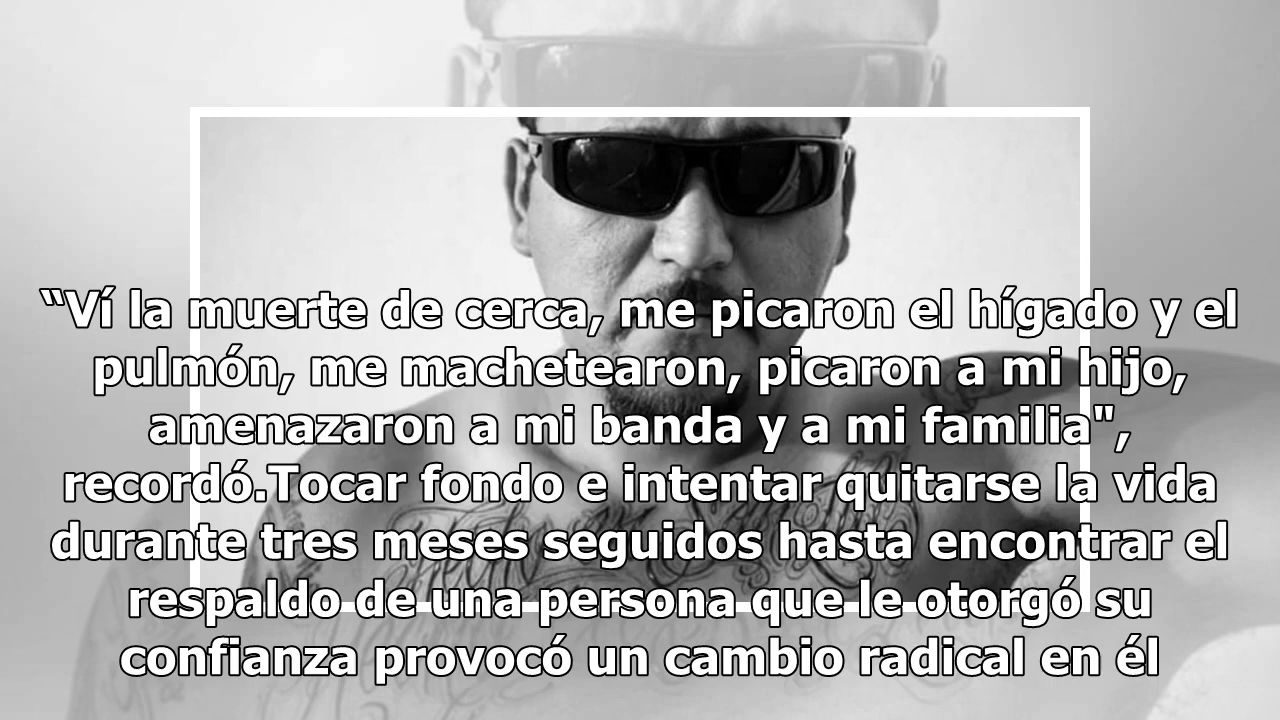 “Ví la muerte de cerca, me picaron el hígado y el
pulmón, me machetearon, picaron a mi hijo,
amenazaron a mi banda y a mi familia",
recordó.Tocar fondo e intentar quitarse la vida
durante tres meses seguidos hasta encontrar el
respaldo de una persona que le otorgó su
confianza provocó un cambio radical en él